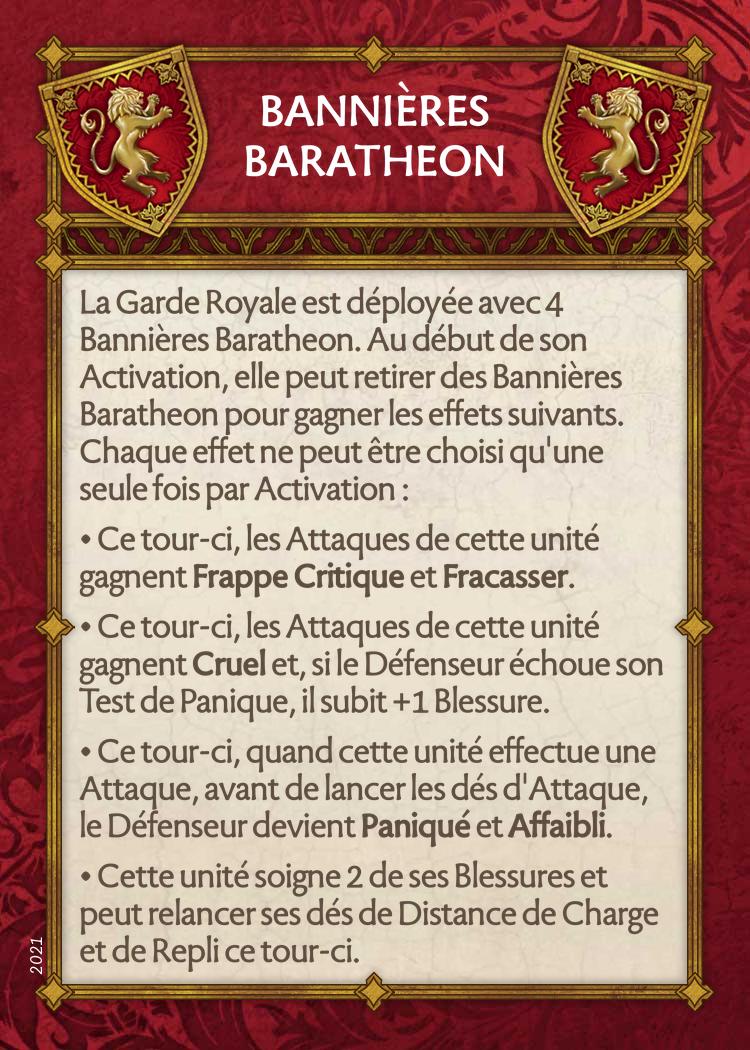 BANNIÈRES
BARATHEON
La Garde Royale est déployée avec 4
Bannières Baratheon. Au début de son
Activation, elle peut retirer des Bannières
Baratheon pour gagner les effets suivants.
Chaque effet ne peut être choisi qu'une
seule fois par Activation :
• Ce tour-ci, les Attaques de cette unité
gagnent Frappe Critique et Fracasser.
• Ce tour-ci, les Attaques de cette unité
gagnent Cruel et, si le Défenseur échoue son
Test de Panique, il subit +1 Blessure.
• Ce tour-ci, quand cette unité effectue une
Attaque, avant de lancer les dés d'Attaque,
le Défenseur devient Paniqué et Affaibli.
• Cette unité soigne 2 de ses Blessures et
peut relancer ses dés de Distance de Charge
et de Repli ce tour-ci.
2021